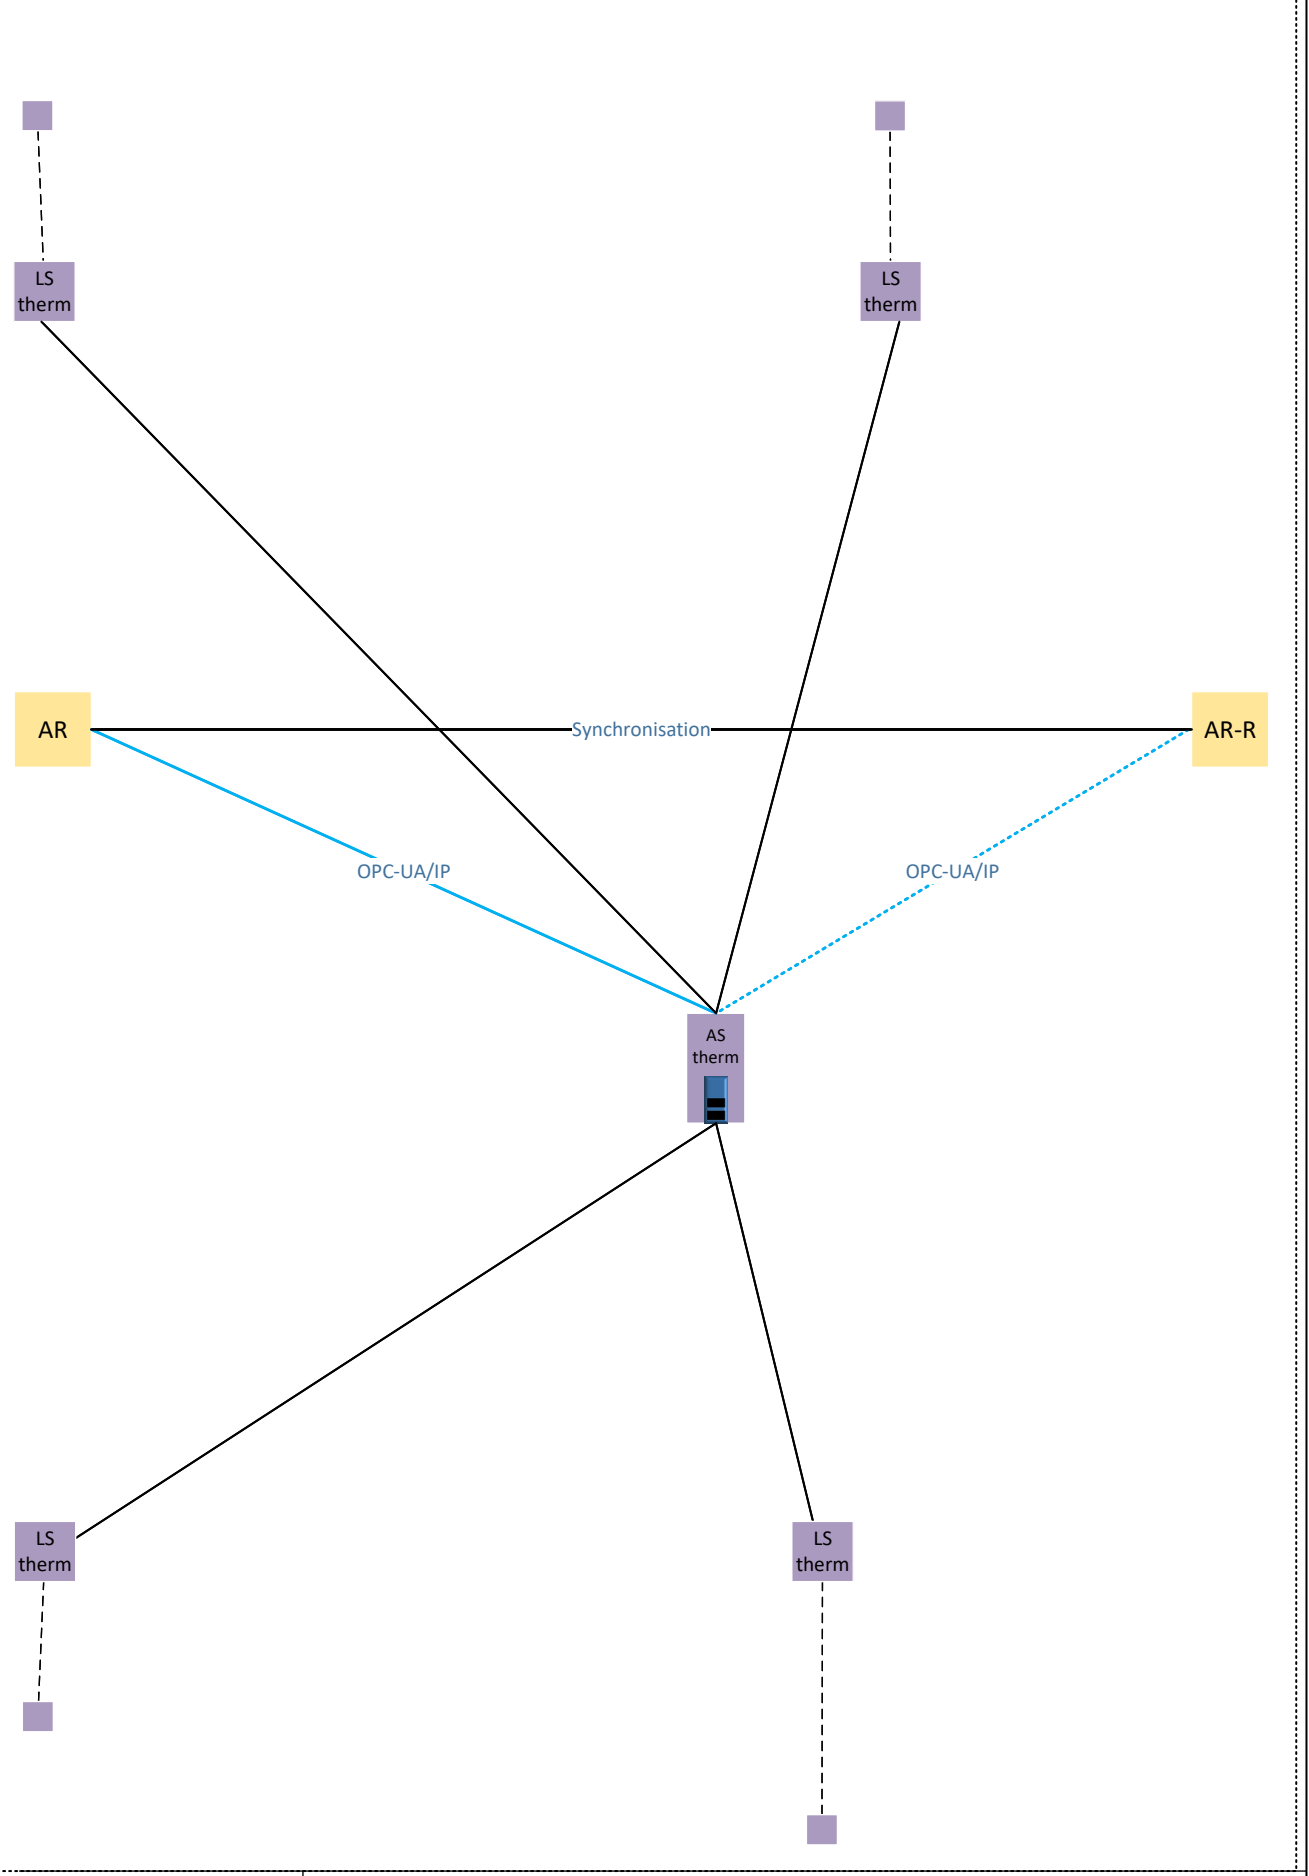 LS
therm
LS
therm
AR
Synchronisation
AR-R
OPC-UA/IP
OPC-UA/IP
AS
therm
LS
therm
LS
therm